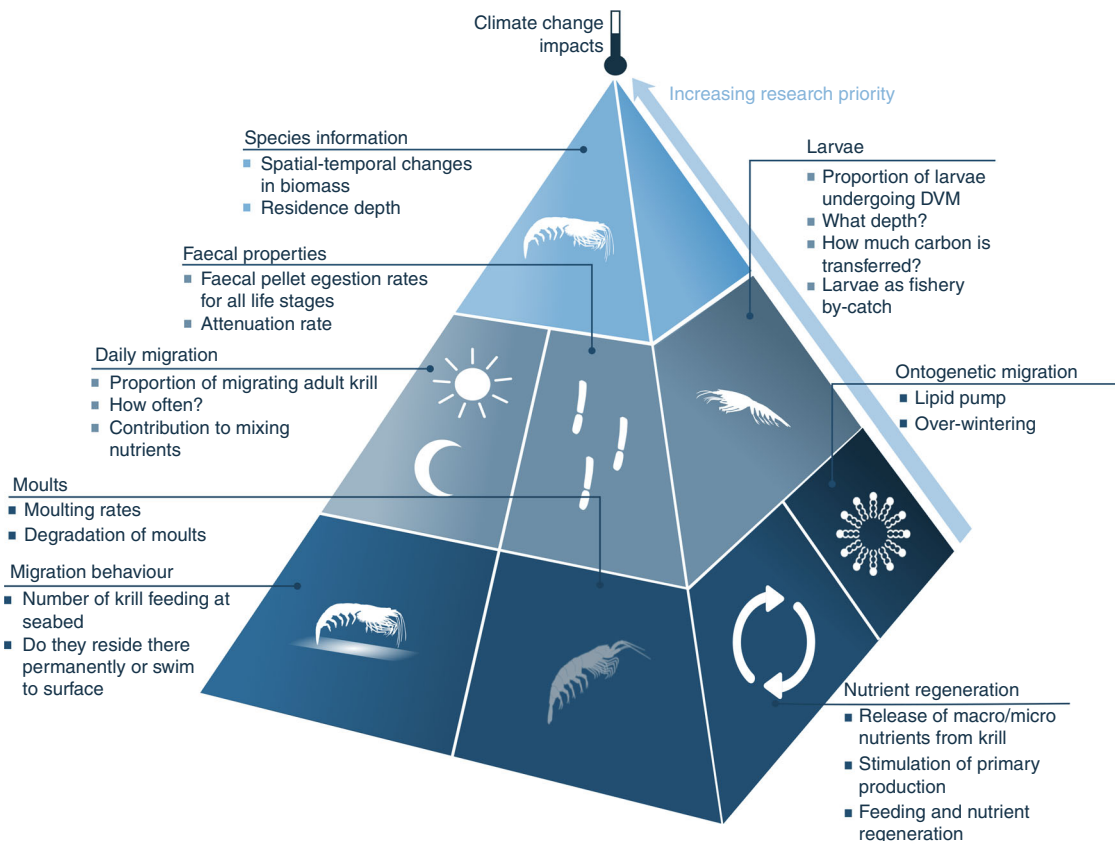 Climate change
impacts
Increasing research priority
Species information
Spatial-temporal changes
in biomass
Residence depth
Larvae
Proportion of larvae
undergoing DVM
What depth?
How much carbon is
transferred?
Larvae as fishery
by-catch
Faecal properties
Faecal pellet egestion rates
for all life stages
Attenuation rate
Daily migration
Proportion of migrating adult krill
How often?
Contribution to mixing
nutrients
Ontogenetic migration
Lipid pump
Over-wintering
Moults
Moulting rates
Degradation of moults
Migration behaviour
Number of krill feeding at
seabed
Do they reside there
permanently or swim
to surface
Nutrient regeneration
Release of macro/micro
nutrients from krill
Stimulation of primary
production
Feeding and nutrient
regeneration